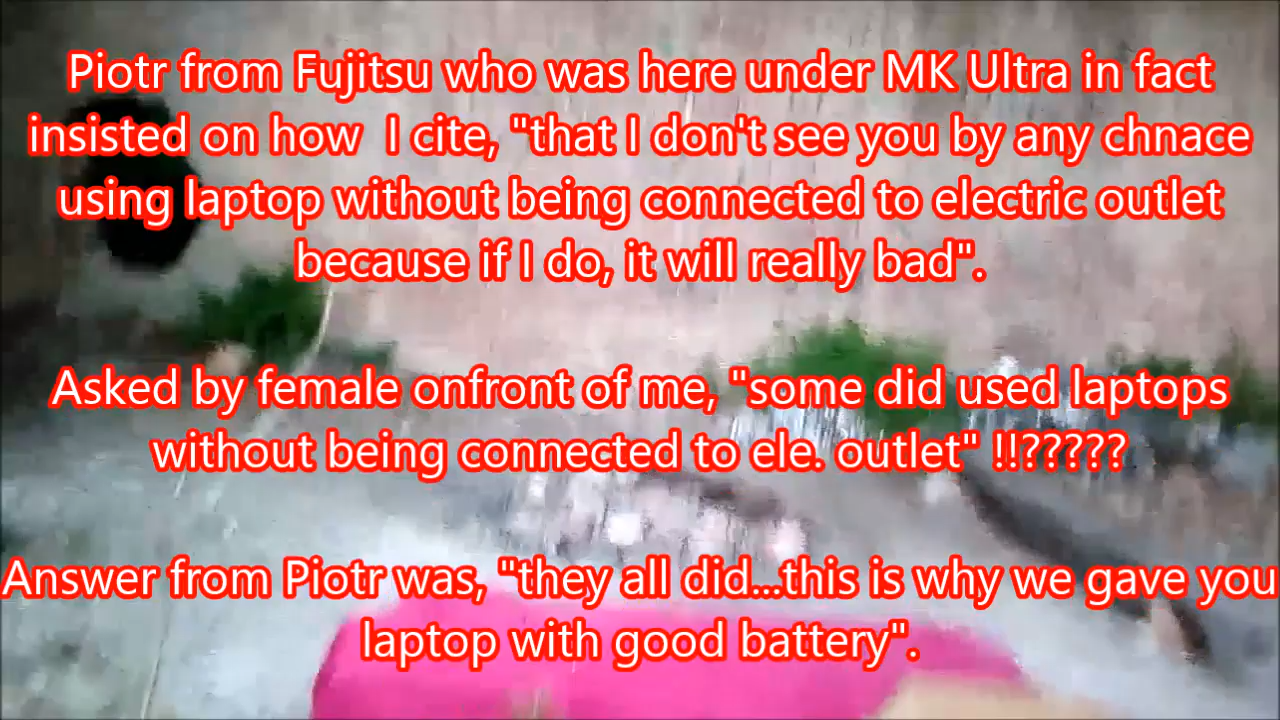 Piotr from Fujitsu who was here under MK Ultra in fact
insisted on how  I cite, "that I don't see you by any chnace
using laptop without being connected to electric outlet
because if I do, it will really bad".
Asked by female onfront of me, "some did used laptops
without being connected to ele. outlet" !!?????
Answer from Piotr was, "they all did...this is why we gave you
laptop with good battery".